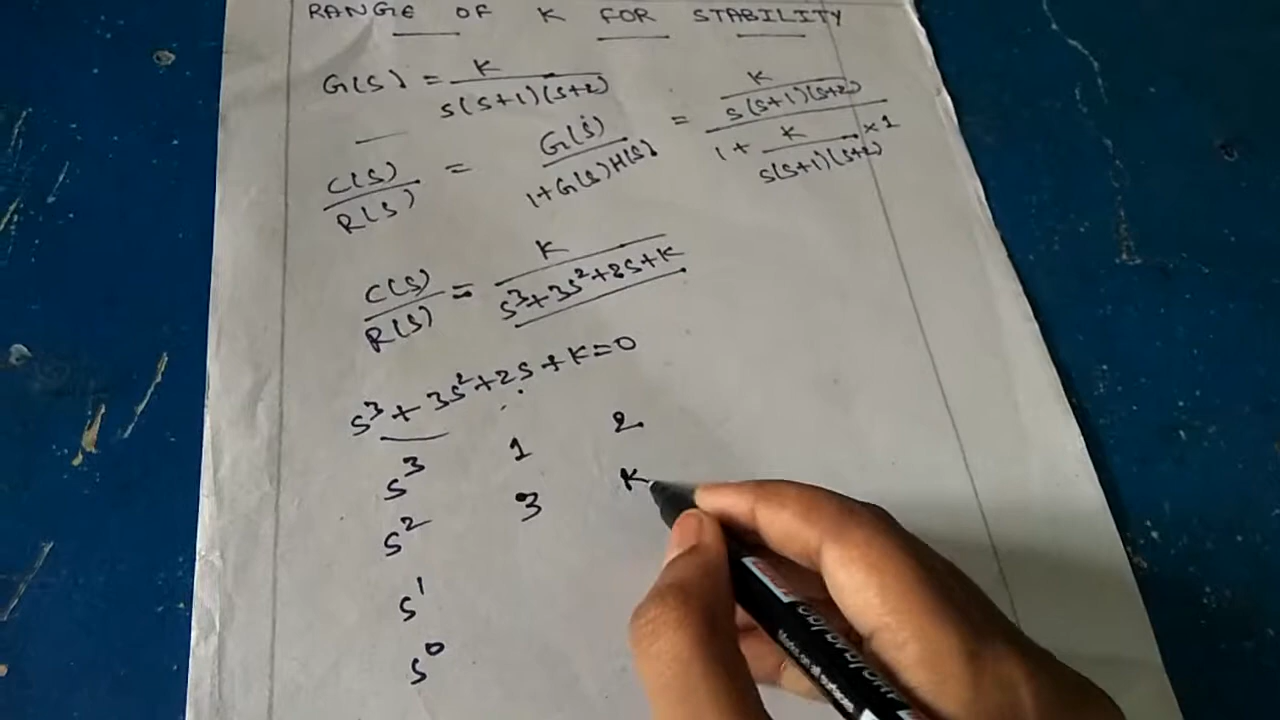 RANGE OF K FOR STABILITY
G(S) = K / S(S+1)(S+2)
C(S) / R(S) = G(S) / 1+G(S)H(S) = K / S(S+1)(S+2) / 1+ K / S(S+1)(S+2) ×1
C(S) / R(S) = K / S³+3S²+2S+K
S³+3S²+2S+K=0
S³ 1 2
S² 3 K
S¹
S⁰